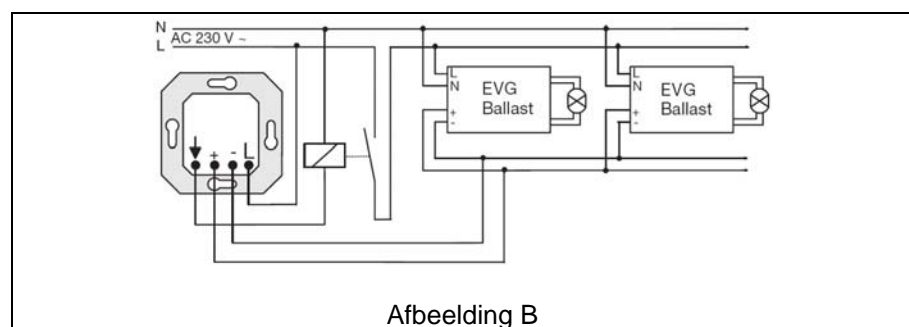 N
L AC 230 V ~
L
N
EVG
Ballast
+
-
L
N
EVG
Ballast
+
-
+ - L
Afbeelding B